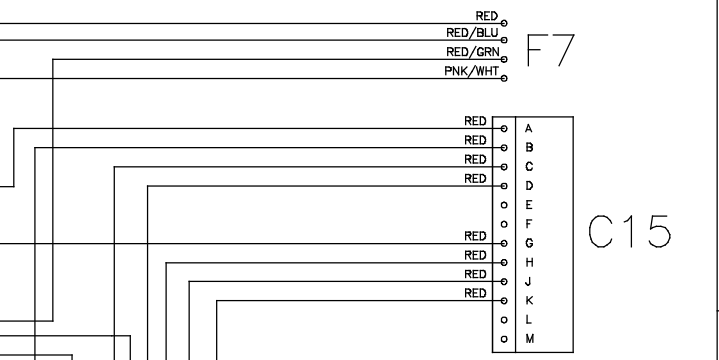 RED
RED/BLU
RED/GRN
PNK/WHT
F7
RED A
RED B
RED C
RED D
E
F
RED G
RED H
RED J
RED K
L
M
C15